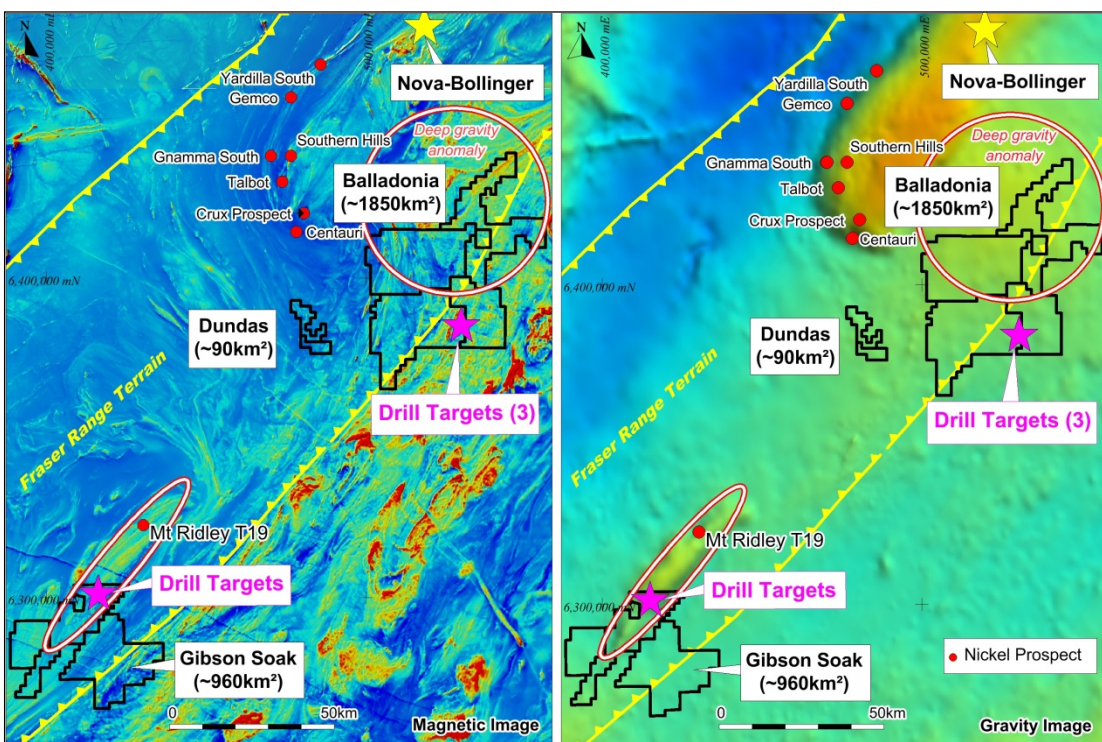 400,000 mE
500,000 mE
N
Yardilla South
Nova-Bollinger
Gemco
Deep gravity
anomaly
Southern Hills
Gnamma South
Balladonia
(~1850km²)
Talbot
Crux Prospect
Centauri
6,400,000 mN
Dundas
(~90km²)
Drill Targets (3)
Fraser Range Terrain
Mt Ridley T19
Drill Targets
6,300,000 mN
Gibson Soak
(~960km²)
0
50km
Magnetic Image
400,000 mE
500,000 mE
N
Yardilla South
Nova-Bollinger
Gemco
Deep gravity
anomaly
Southern Hills
Gnamma South
Balladonia
(~1850km²)
Talbot
Crux Prospect
Centauri
6,400,000 mN
Dundas
(~90km²)
Drill Targets (3)
Fraser Range Terrain
Mt Ridley T19
Drill Targets
6,300,000 mN
Gibson Soak
(~960km²)
Nickel Prospect
0
50km
Gravity Image